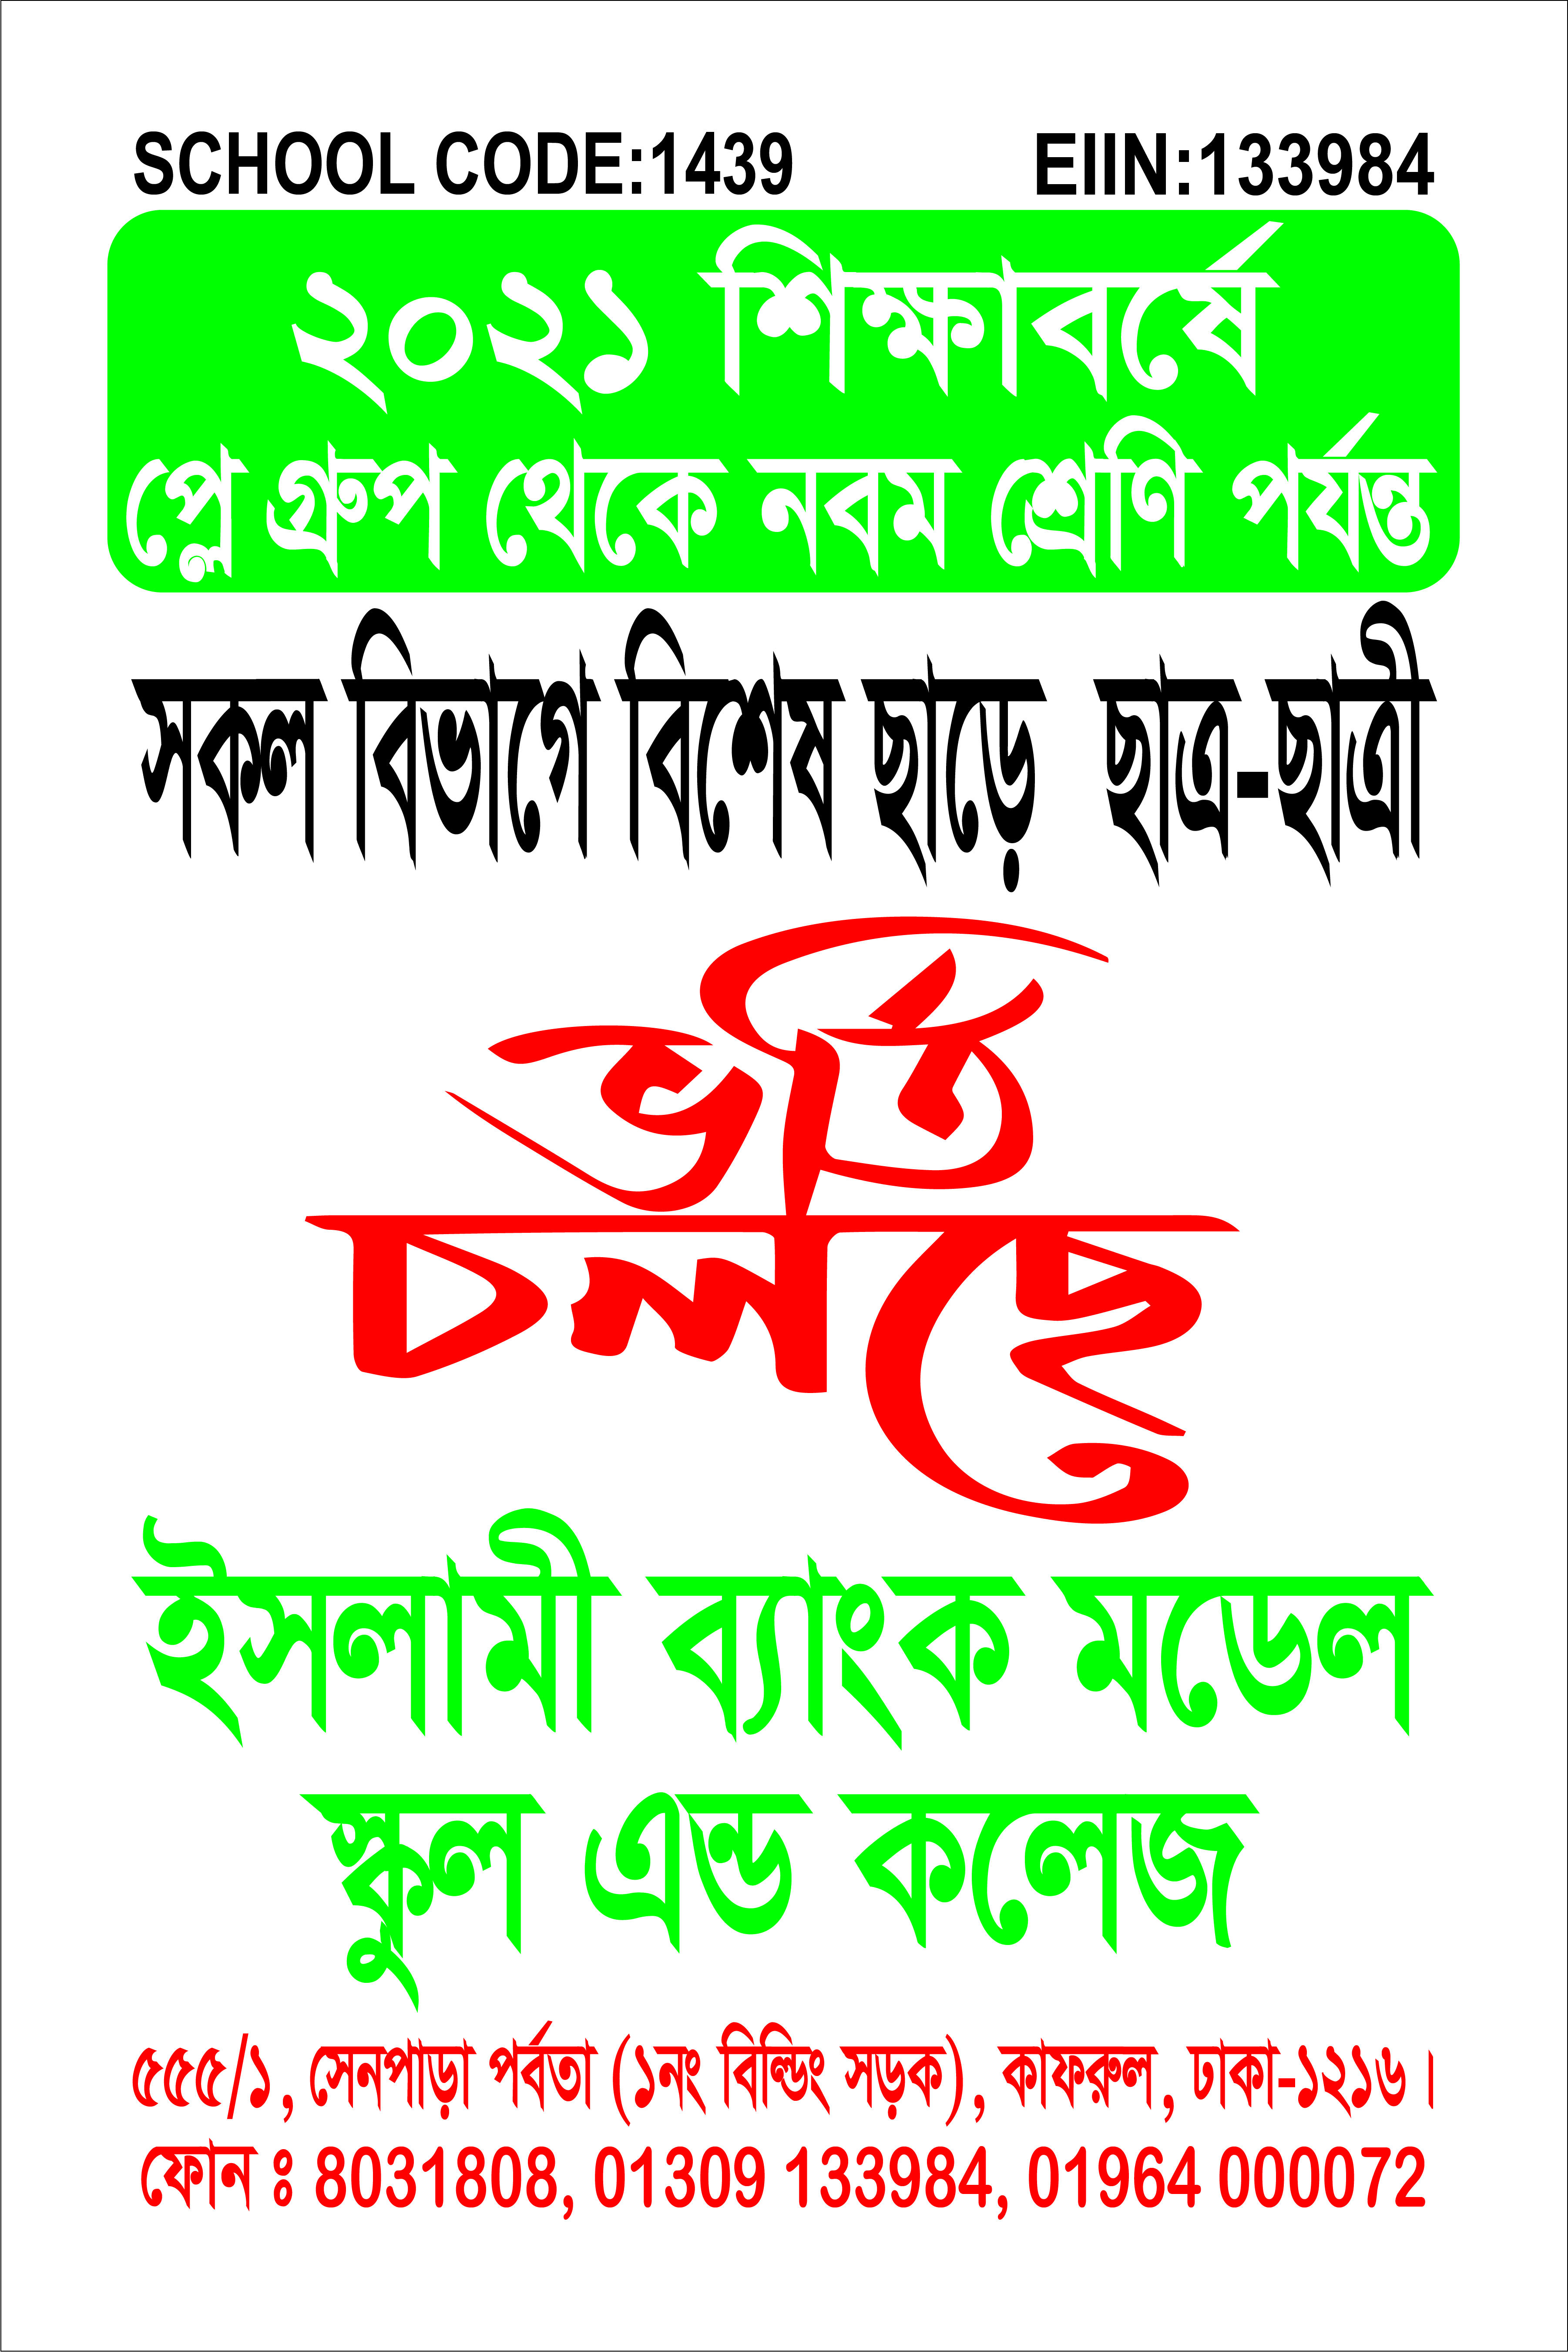 SCHOOL CODE:1439 EIIN:133984
২০২১ শিক্ষাবর্ষে
প্লে গ্রুপ থেকে নবম শ্রেণি পর্যন্ত
সকল বিভাগে বিশেষ ছাড়ে ছাত্র-ছাত্রী
ভর্তি
চলছে
ইসলামী ব্যাংক মডেল
স্কুল এন্ড কলেজ
৫৫৫/১, সেনপাড়া পর্বতা (১নং বিল্ডিং সড়ক), কাফরুল, ঢাকা-১২১৬।
ফোন ঃ 8031808, 01309 133984, 01964 000072